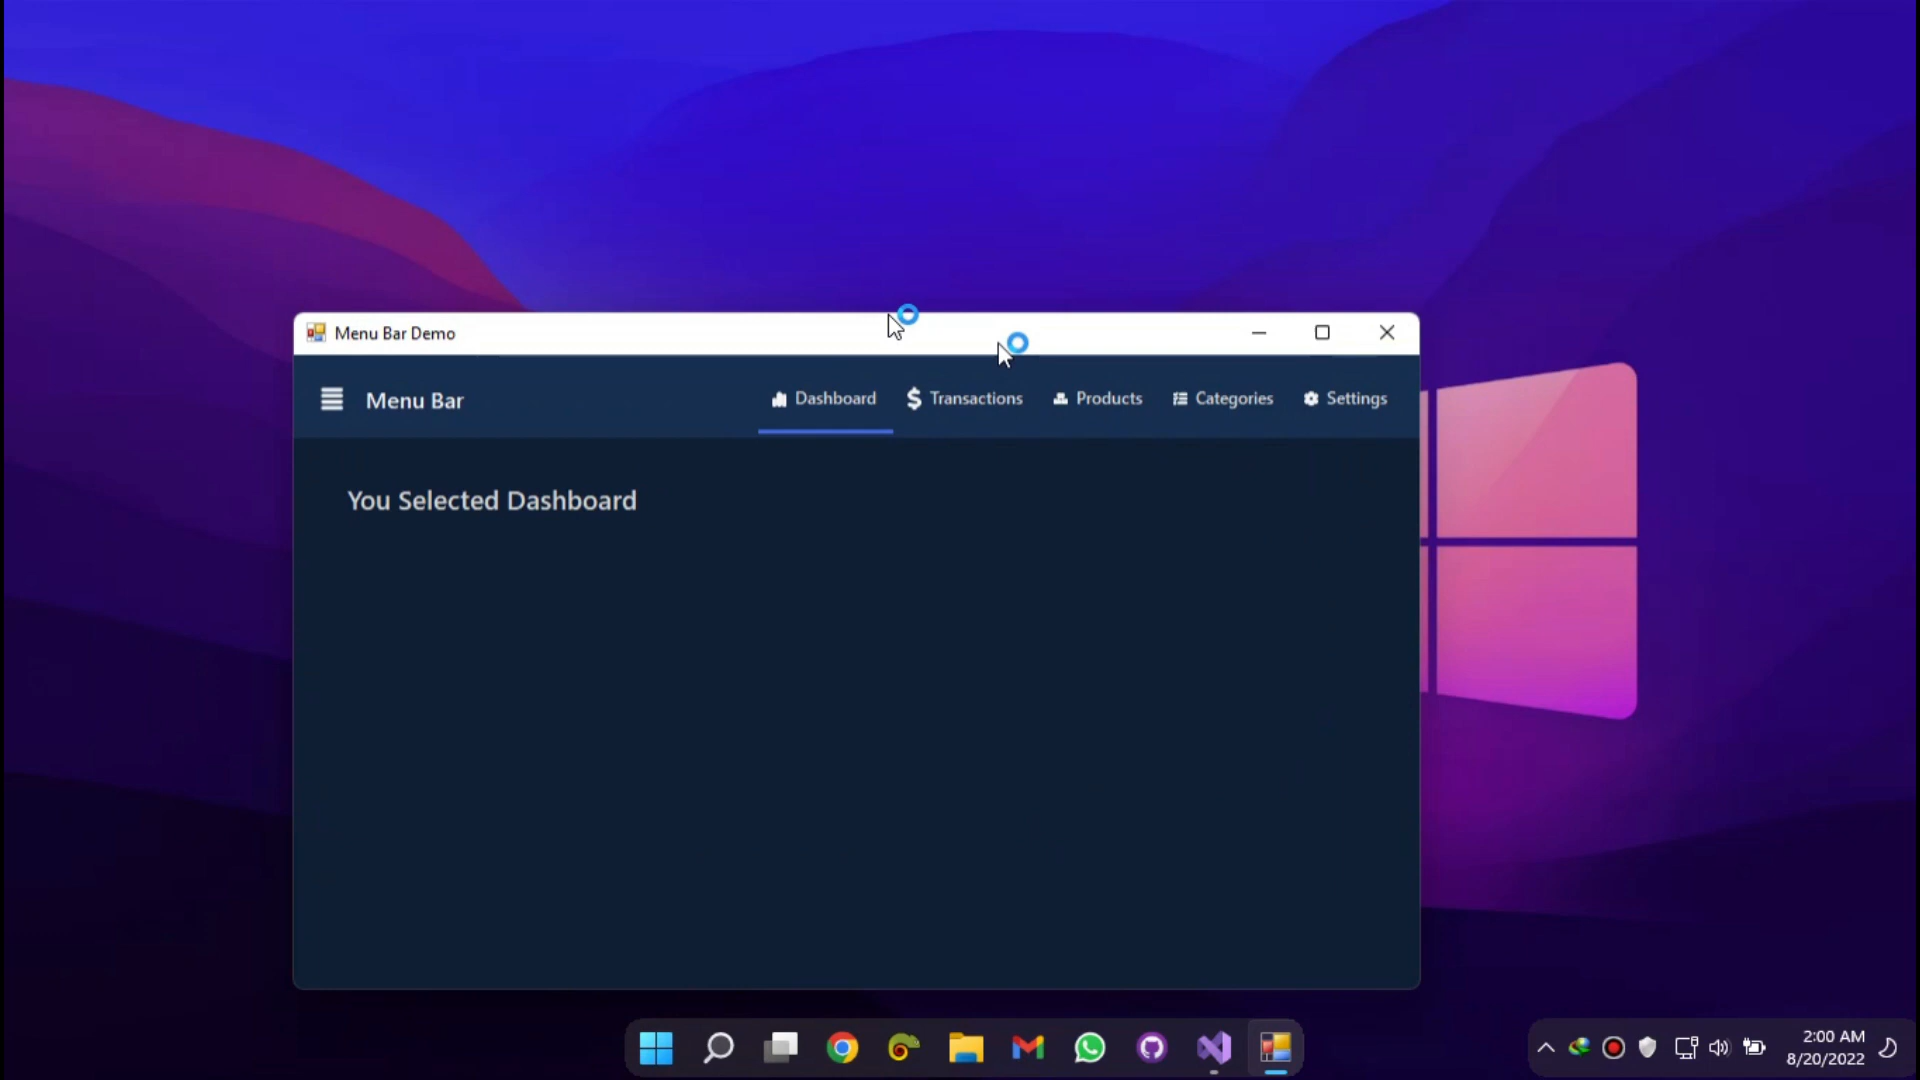 Menu Bar Demo
Menu Bar
Dashboard
Transactions
Products
Categories
Settings
You Selected Dashboard
2:00 AM
8/20/2022